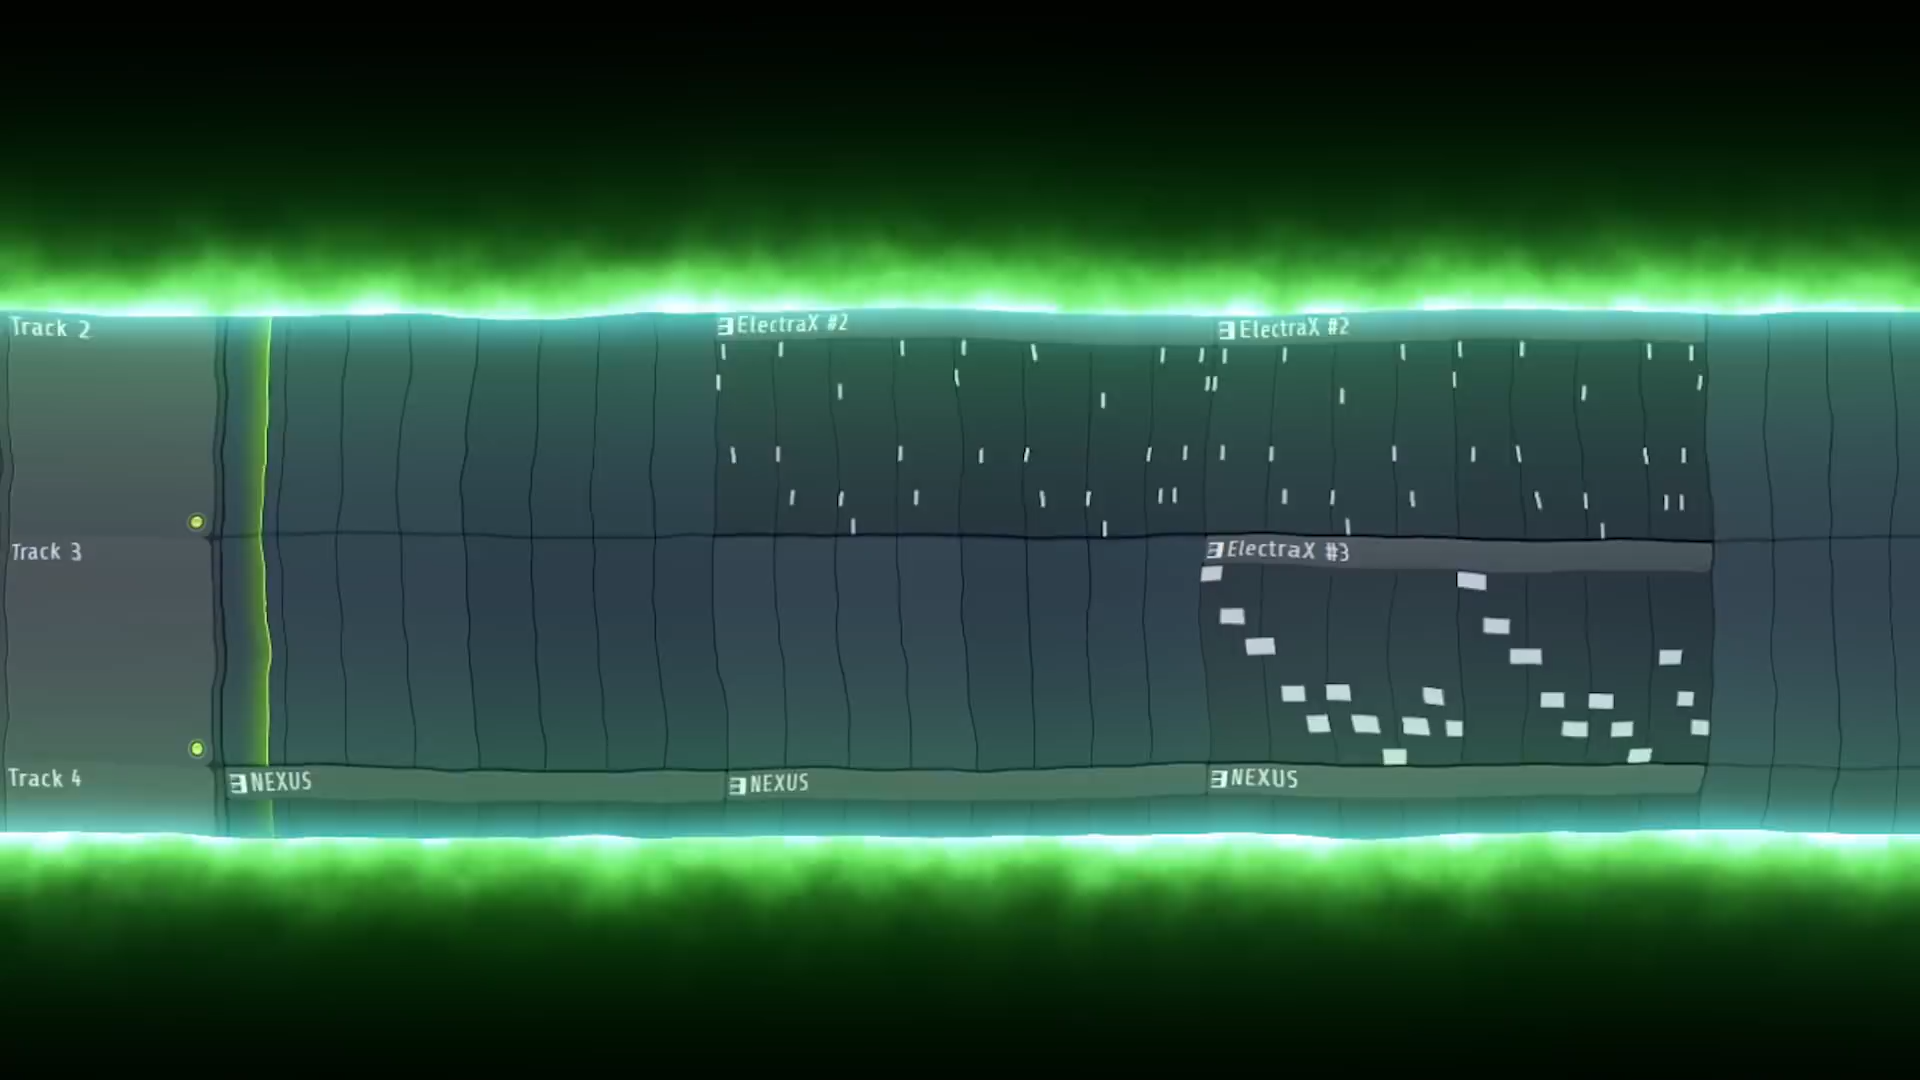 Track 2
ElectraX #2
ElectraX #2
Track 3
ElectraX #3
Track 4
NEXUS
NEXUS
NEXUS